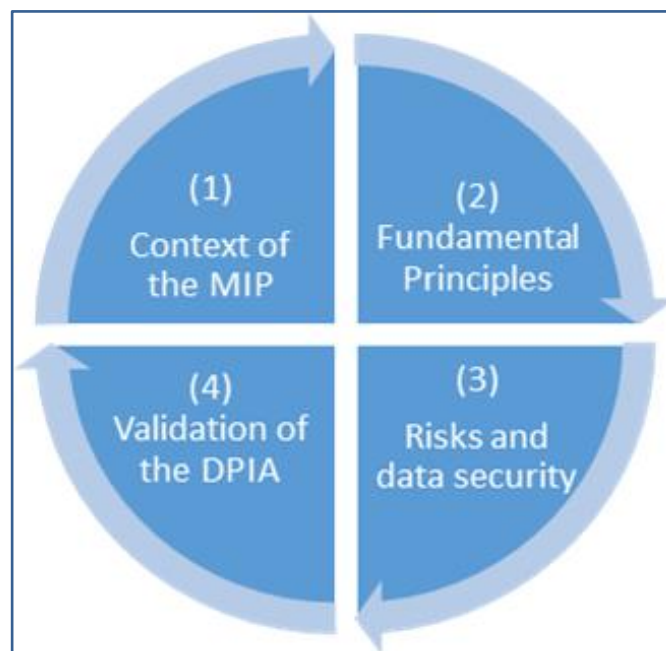 (1)
Context of
the MIP
(2)
Fundamental
Principles
(3)
Risks and
data security
(4)
Validation of
the DPIA